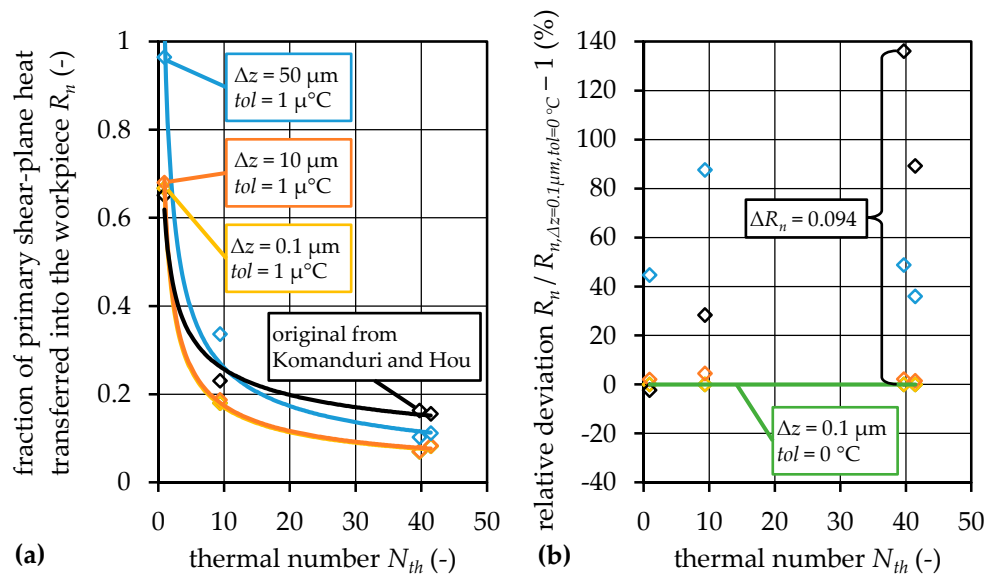 fraction of primary shear-plane heat
transferred into the workpiece Rn (-)
1
0.8
0.6
0.4
0.2
0
0
10
20
30
40
50
Δz = 50 μm
tol = 1 μ°C
Δz = 10 μm
tol = 1 μ°C
Δz = 0.1 μm
tol = 1 μ°C
original from
Komanduri and Hou
(a)
thermal number Nth (-)
relative deviation Rn / Rn,Δz=0.1μm,tol=0 °C − 1 (%)
140
120
100
80
60
40
20
0
-20
-40
0
10
20
30
40
50
ΔRn = 0.094
Δz = 0.1 μm
tol = 0 °C
(b)
thermal number Nth (-)